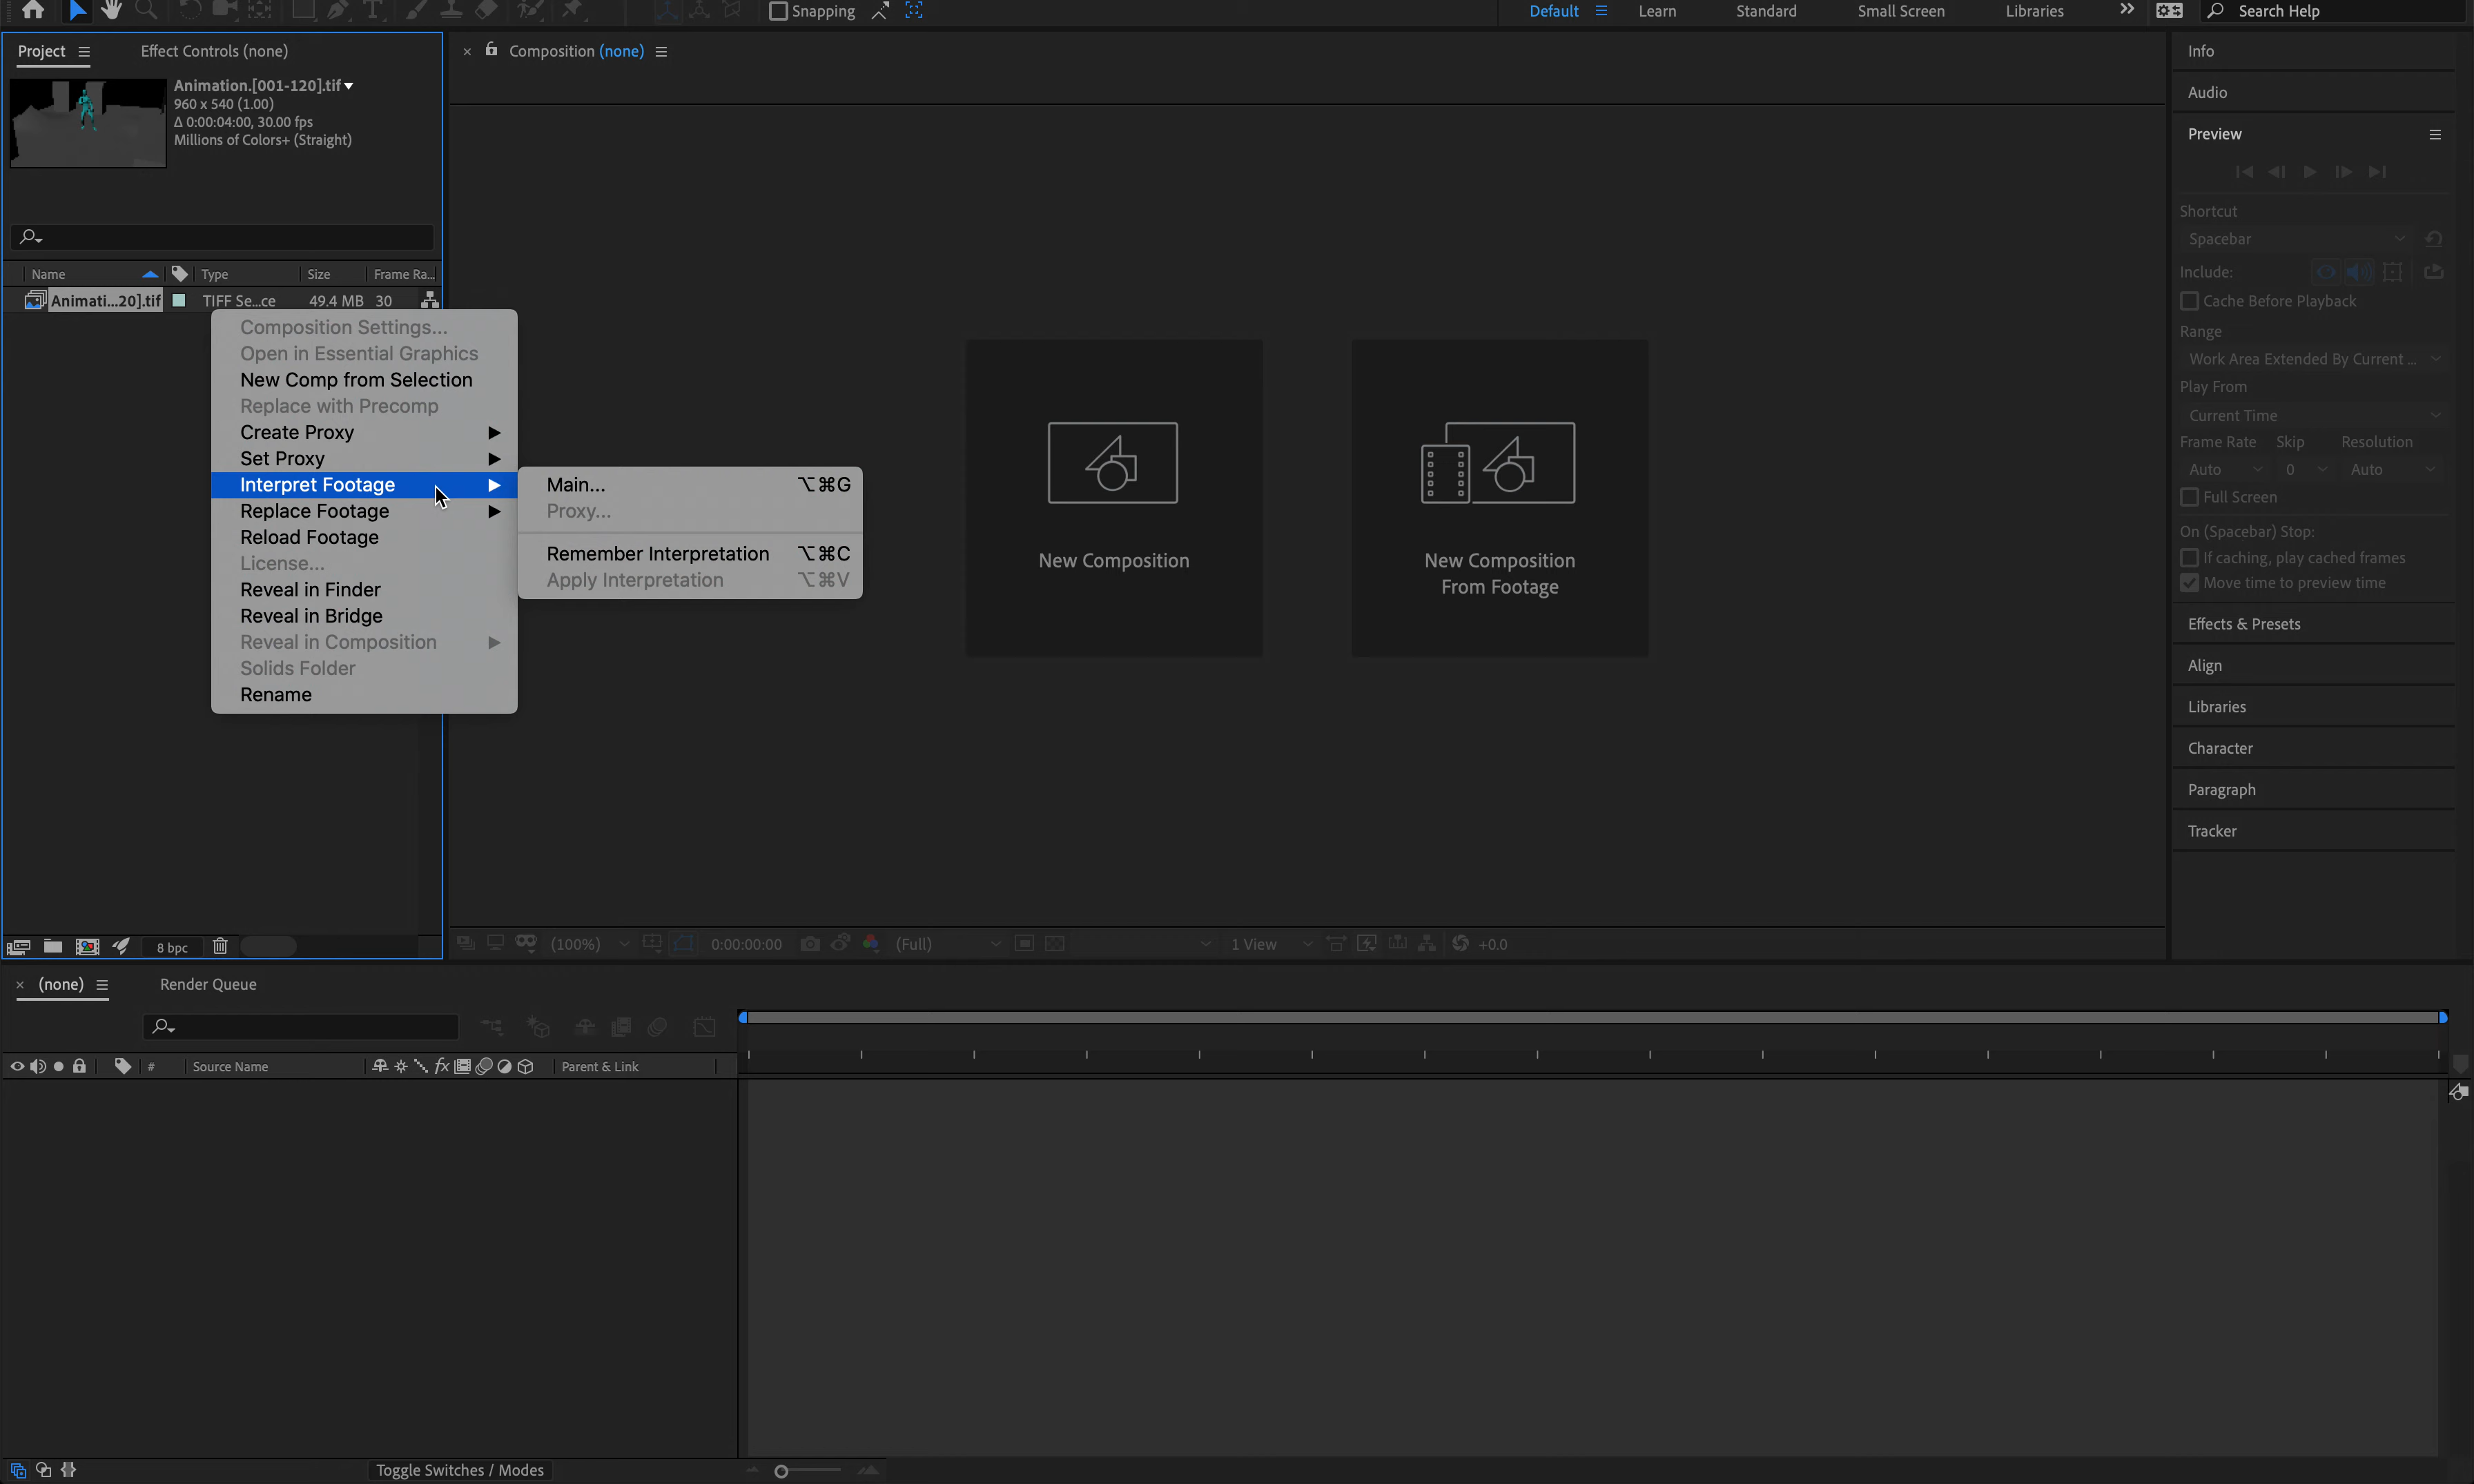 Snapping
Default
Learn
Standard
Small Screen
Libraries
Search Help
Project
Effect Controls (none)
Animation.[001-120].tif
960 x 540 (1.00)
Δ 0:00:04:00, 30.00 fps
Millions of Colors+ (Straight)
Name
Type
Size
Frame Ra...
Animati...20].tif
TIFF Se...ce
49.4 MB
30
Composition Settings...
Open in Essential Graphics
New Comp from Selection
Replace with Precomp
Create Proxy
Set Proxy
Interpret Footage
Replace Footage
Reload Footage
License...
Reveal in Finder
Reveal in Bridge
Reveal in Composition
Solids Folder
Rename
Main... ⌥⌘G
Proxy...
Remember Interpretation ⌥⌘C
Apply Interpretation ⌥⌘V
8 bpc
Composition (none)
New Composition
New Composition
From Footage
(100%)
0:00:00:00
(Full)
1 View
+0.0
Info
Audio
Preview
Shortcut
Spacebar
Include:
Cache Before Playback
Range
Work Area Extended By Current ...
Play From
Current Time
Frame Rate Skip Resolution
Auto 0 Auto
Full Screen
On (Spacebar) Stop:
If caching, play cached frames
Move time to preview time
Effects & Presets
Align
Libraries
Character
Paragraph
Tracker
(none)
Render Queue
#
Source Name
fx
Parent & Link
Toggle Switches / Modes